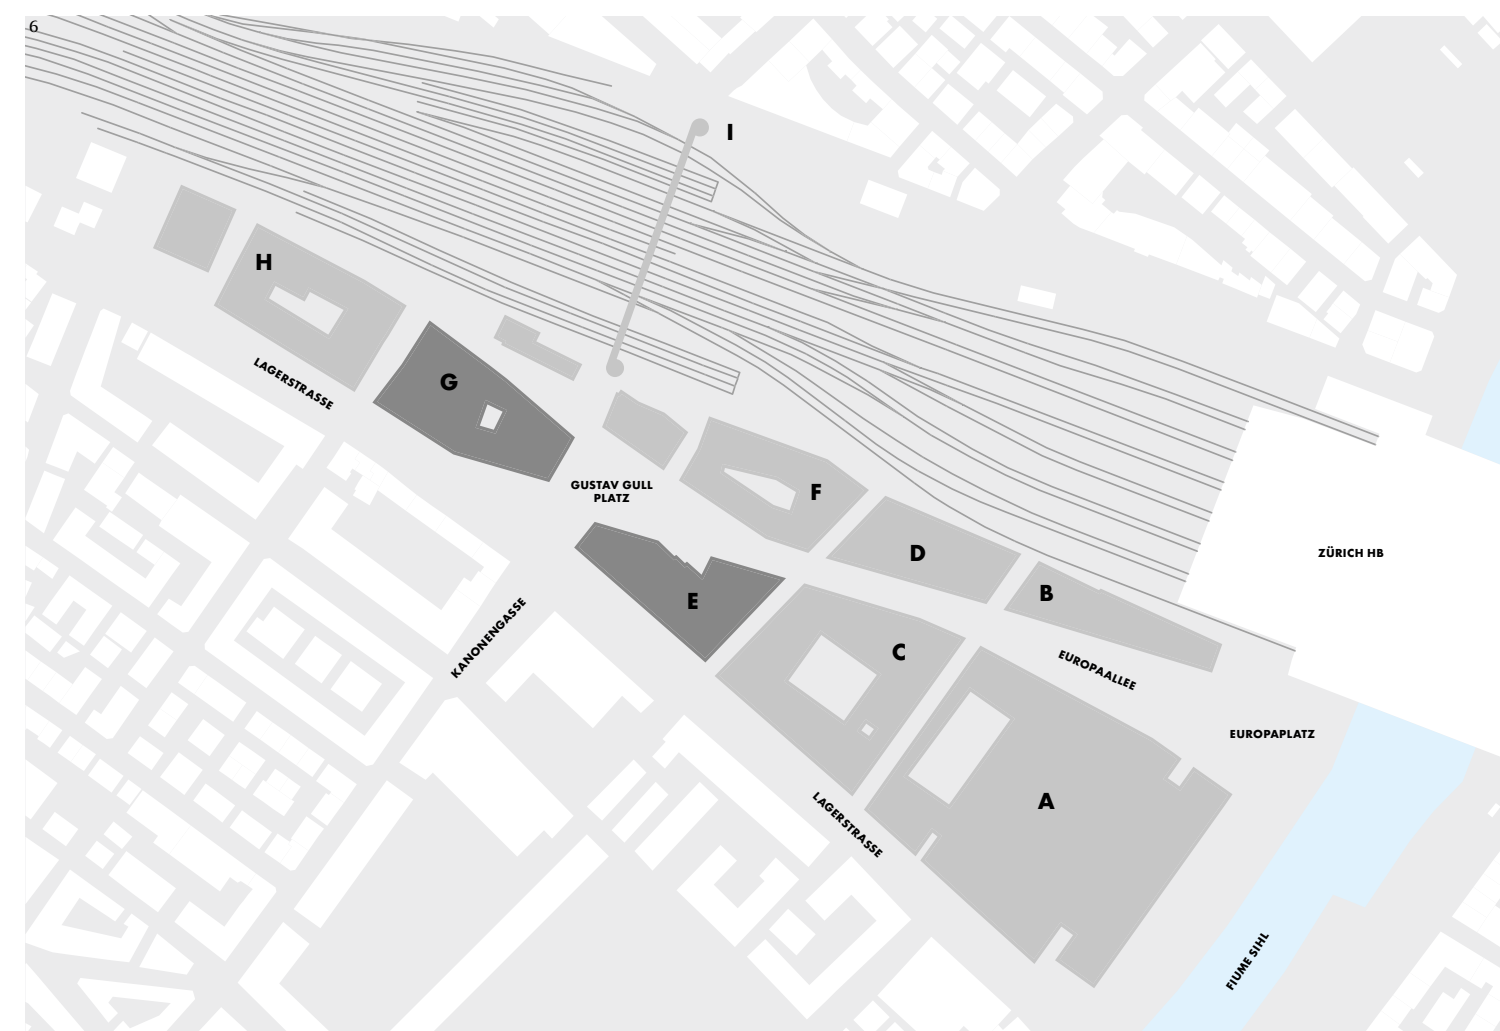 6
I
H
LAGERSTRASSE
G
GUSTAV GULL
PLATZ
F
D
ZÜRICH HB
B
E
KANONENGASSE
C
EUROPAALLEE
EUROPAPLATZ
A
LAGERSTRASSE
FIUME SIHL